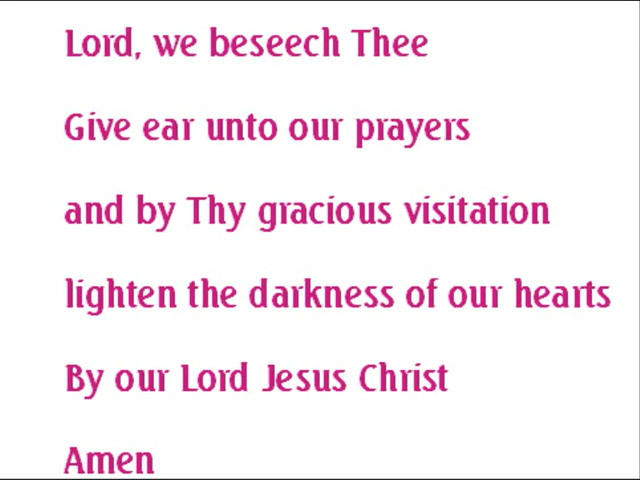 Lord, we beseech Thee
Give ear unto our prayers
and by Thy gracious visitation
lighten the darkness of our hearts
By our Lord Jesus Christ
Amen